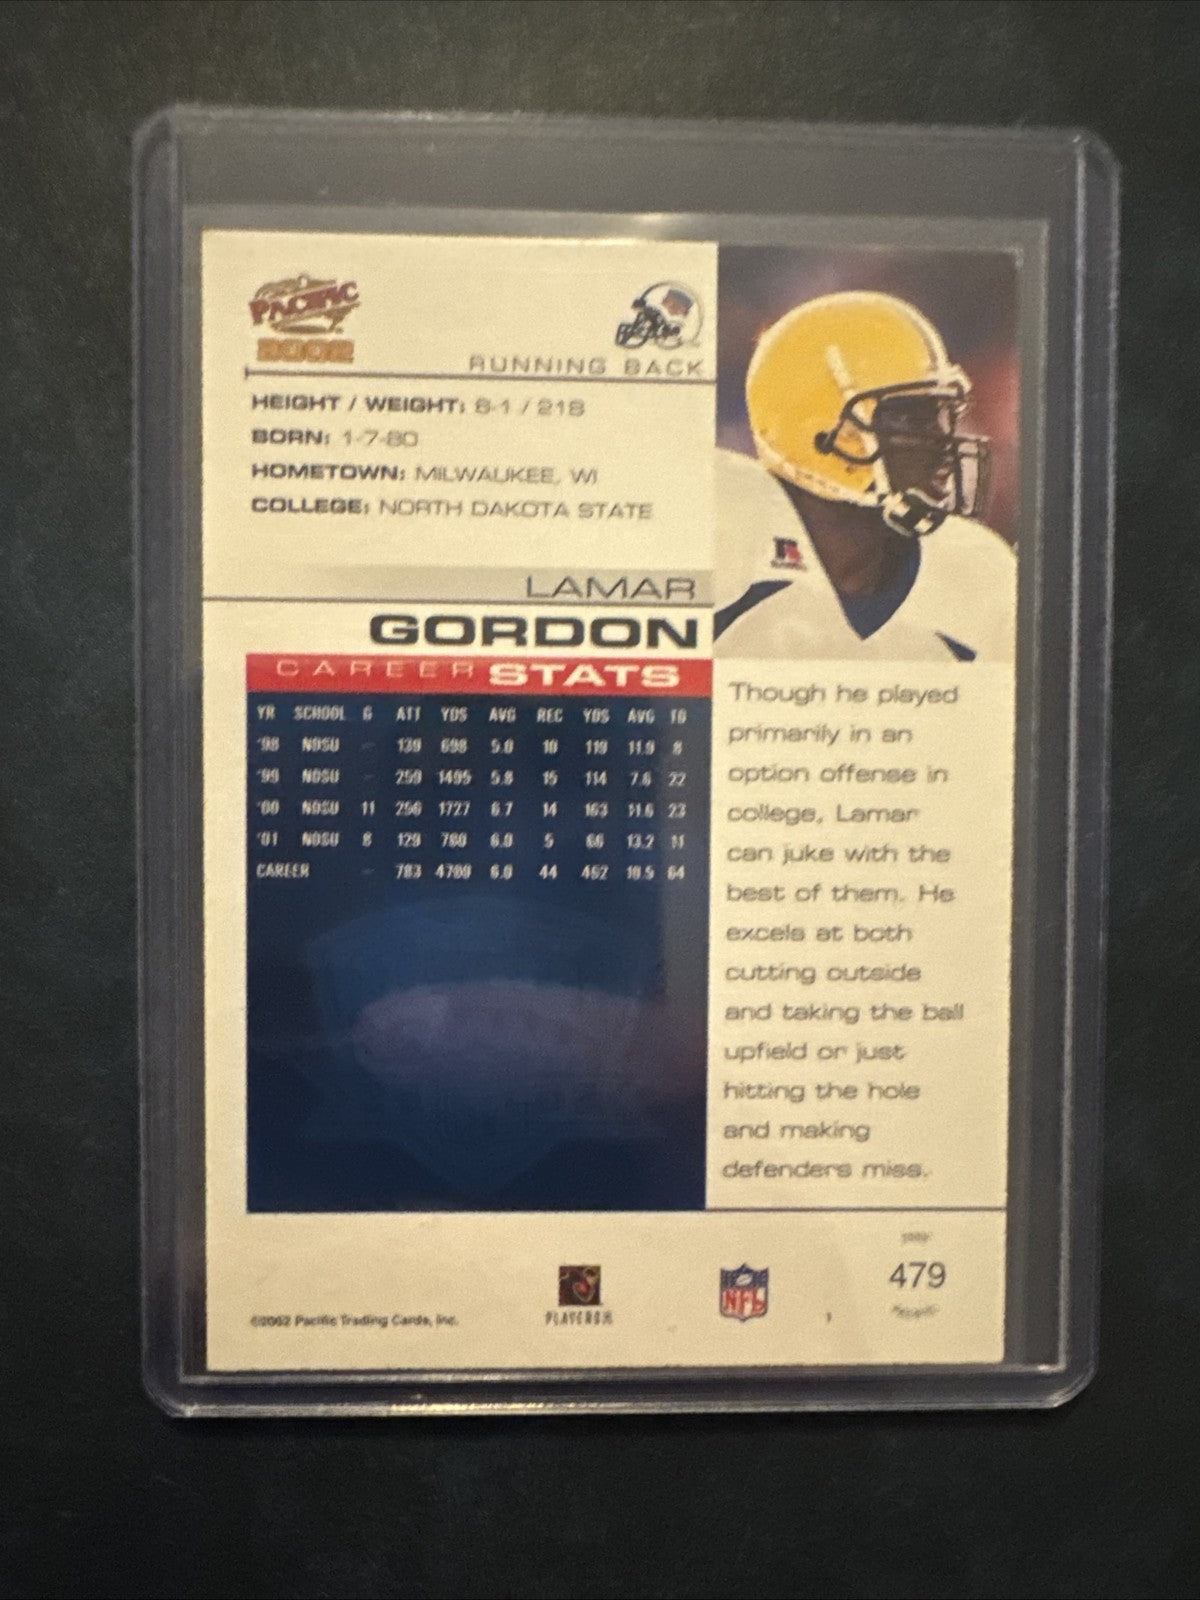 PACIFIC
2002
RUNNING BACK
HEIGHT / WEIGHT: 6-1 / 218
BORN: 1-7-80
HOMETOWN: MILWAUKEE, WI
COLLEGE: NORTH DAKOTA STATE
R
LAMAR
GORDON
CAREER STATS
YR SCHOOL G ATT YDS AVG REC YDS AVG TD
'98 NDSU - 139 698 5.0 10 119 11.9 8
'99 NDSU - 259 1495 5.8 15 114 7.6 22
'00 NDSU 11 256 1727 6.7 14 163 11.6 23
'01 NDSU 8 129 780 6.0 5 66 13.2 11
CAREER - 783 4700 6.0 44 462 10.5 64
Though he played
primarily in an
option offense in
college, Lamar
can juke with the
best of them. He
excels at both
cutting outside
and taking the ball
upfield or just
hitting the hole
and making
defenders miss.
©2002 Pacific Trading Cards, Inc.
PLAYERS
NFL
479